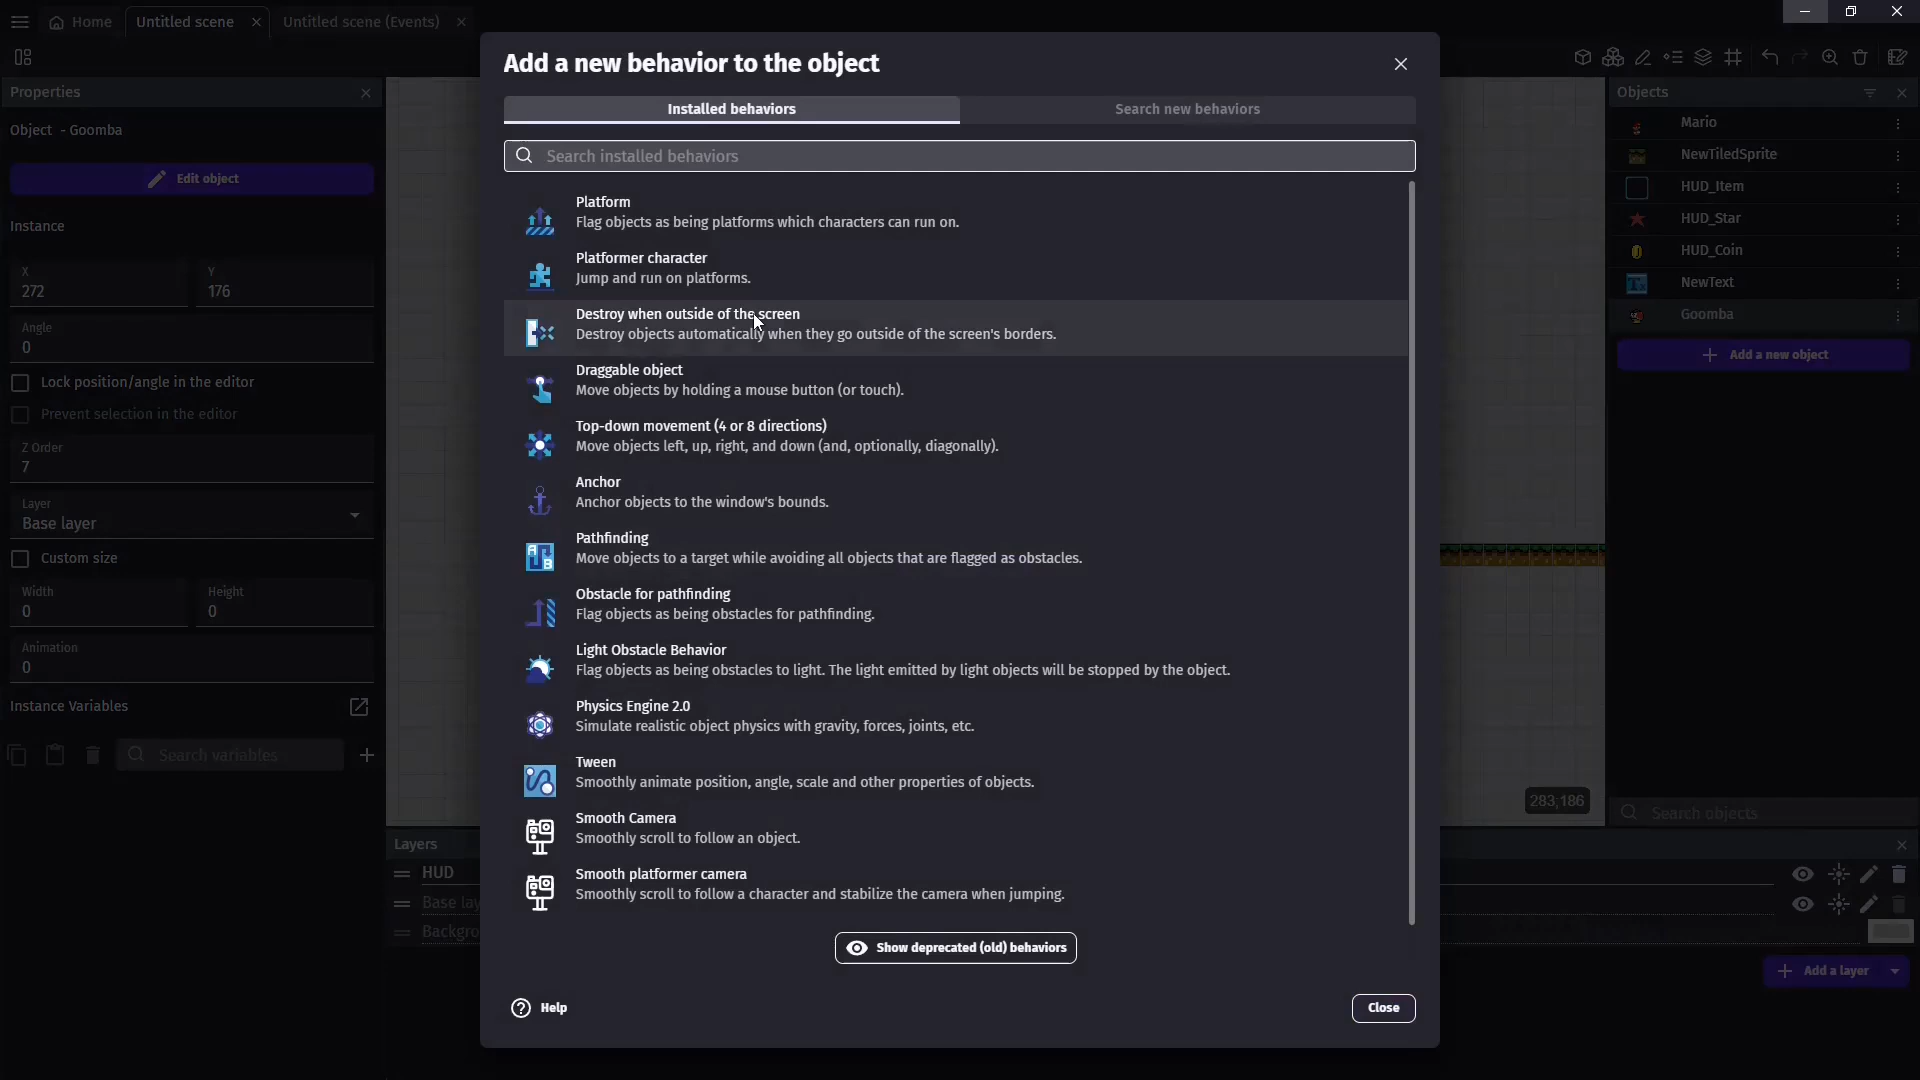 Home
Untitled scene
Untitled scene (Events)
Properties
Object - Goomba
Edit object
Instance
X
272
Y
176
Angle
0
Lock position/angle in the editor
Prevent selection in the editor
Z Order
7
Layer
Base layer
Custom size
Width
0
Height
0
Animation
0
Instance Variables
Search variables
Add a new behavior to the object
Installed behaviors
Search new behaviors
Search installed behaviors
Platform
Flag objects as being platforms which characters can run on.
Platformer character
Jump and run on platforms.
Destroy when outside of the screen
Destroy objects automatically when they go outside of the screen's borders.
Draggable object
Move objects by holding a mouse button (or touch).
Top-down movement (4 or 8 directions)
Move objects left, up, right, and down (and, optionally, diagonally).
Anchor
Anchor objects to the window's bounds.
Pathfinding
Move objects to a target while avoiding all objects that are flagged as obstacles.
Obstacle for pathfinding
Flag objects as being obstacles for pathfinding.
Light Obstacle Behavior
Flag objects as being obstacles to light. The light emitted by light objects will be stopped by the object.
Physics Engine 2.0
Simulate realistic object physics with gravity, forces, joints, etc.
Tween
Smoothly animate position, angle, scale and other properties of objects.
Smooth Camera
Smoothly scroll to follow an object.
Smooth platformer camera
Smoothly scroll to follow a character and stabilize the camera when jumping.
Show deprecated (old) behaviors
Help
Close
Objects
Mario
NewTiledSprite
HUD_Item
HUD_Star
HUD_Coin
NewText
Goomba
Add a new object
283;186
Search objects
Layers
HUD
Base lay
Backgro
Add a layer